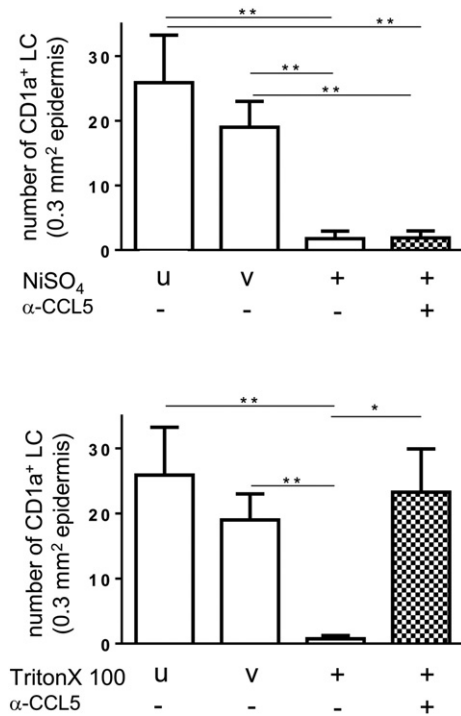 **
**
**
**
number of CD1a⁺ LC
(0.3 mm² epidermis)
30
20
10
0
NiSO₄ u v + +
α-CCL5 - - - +
** *
**
number of CD1a⁺ LC
(0.3 mm² epidermis)
30
20
10
0
TritonX 100 u v + +
α-CCL5 - - - +